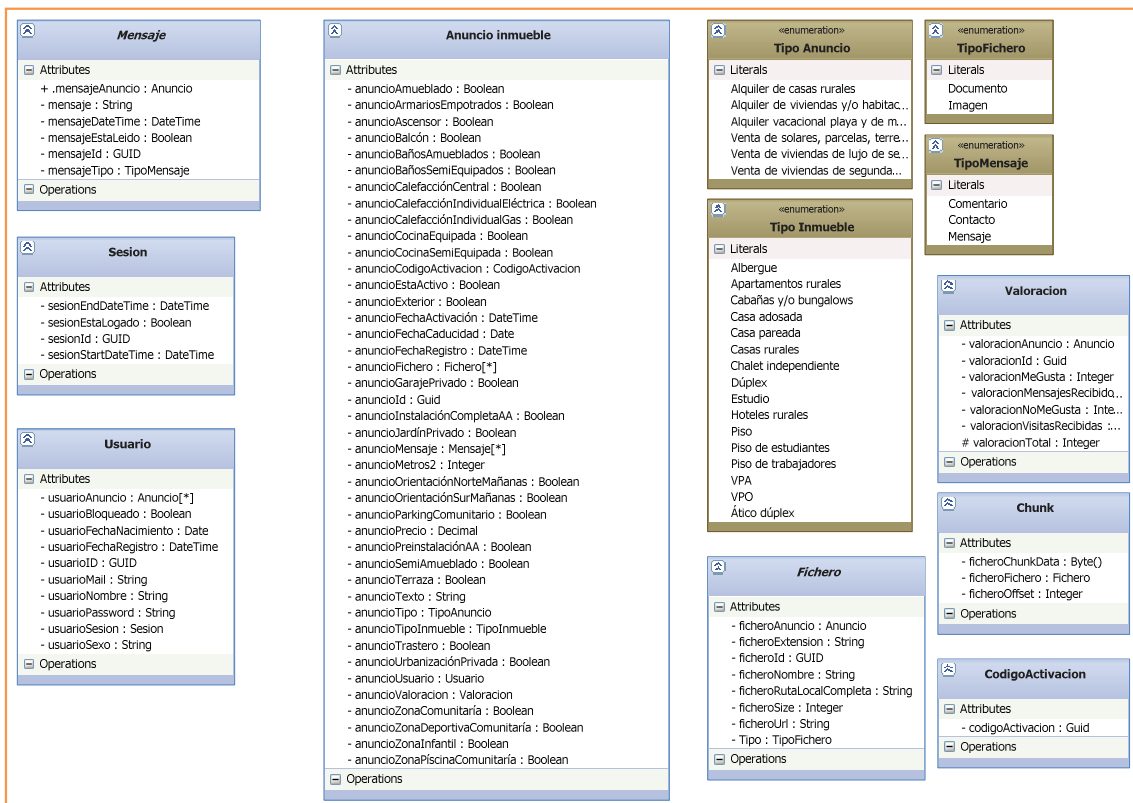 Mensaje
Attributes
+ .mensajeAnuncio : Anuncio
- mensaje : String
- mensajeDateTime : DateTime
- mensajeEstaLeido : Boolean
- mensajeId : GUID
- mensajeTipo : TipoMensaje
Operations
Sesion
Attributes
- sesionEndDateTime : DateTime
- sesionEstaLogado : Boolean
- sesionId : GUID
- sesionStartDateTime : DateTime
Operations
Usuario
Attributes
- usuarioAnuncio : Anuncio[*]
- usuarioBloqueado : Boolean
- usuarioFechaNacimiento : Date
- usuarioFechaRegistro : DateTime
- usuarioID : GUID
- usuarioMail : String
- usuarioNombre : String
- usuarioPassword : String
- usuarioSesion : Sesion
- usuarioSexo : String
Operations
Anuncio inmueble
Attributes
- anuncioAmueblado : Boolean
- anuncioArmariosEmpotrados : Boolean
- anuncioAscensor : Boolean
- anuncioBalcón : Boolean
- anuncioBañosAmueblados : Boolean
- anuncioBañosSemiEquipados : Boolean
- anuncioCalefacciónCentral : Boolean
- anuncioCalefacciónIndividualEléctrica : Boolean
- anuncioCalefacciónIndividualGas : Boolean
- anuncioCocinaEquipada : Boolean
- anuncioCocinaSemiEquipada : Boolean
- anuncioCodigoActivacion : CodigoActivacion
- anuncioEstaActivo : Boolean
- anuncioExterior : Boolean
- anuncioFechaActivación : DateTime
- anuncioFechaCaducidad : Date
- anuncioFechaRegistro : DateTime
- anuncioFichero : Fichero[*]
- anuncioGarajePrivado : Boolean
- anuncioId : Guid
- anuncioInstalaciónCompletaAA : Boolean
- anuncioJardínPrivado : Boolean
- anuncioMensaje : Mensaje[*]
- anuncioMetros2 : Integer
- anuncioOrientaciónNorteMañanas : Boolean
- anuncioOrientaciónSurMañanas : Boolean
- anuncioParkingComunitario : Boolean
- anuncioPrecio : Decimal
- anuncioPreinstalaciónAA : Boolean
- anuncioSemiAmueblado : Boolean
- anuncioTerraza : Boolean
- anuncioTexto : String
- anuncioTipo : TipoAnuncio
- anuncioTipoInmueble : TipoInmueble
- anuncioTrastero : Boolean
- anuncioUrbanizaciónPrivada : Boolean
- anuncioUsuario : Usuario
- anuncioValoracion : Valoracion
- anuncioZonaComunitaría : Boolean
- anuncioZonaDeportivaComunitaría : Boolean
- anuncioZonaInfantil : Boolean
- anuncioZonaPíscinaComunitaría : Boolean
Operations
«enumeration»
Tipo Anuncio
Literals
Alquiler de casas rurales
Alquiler de viviendas y/o habitac...
Alquiler vacacional playa y de m...
Venta de solares, parcelas, terre...
Venta de viviendas de lujo de se...
Venta de viviendas de segunda...
«enumeration»
Tipo Inmueble
Literals
Albergue
Apartamentos rurales
Cabañas y/o bungalows
Casa adosada
Casa pareada
Casas rurales
Chalet independiente
Dúplex
Estudio
Hoteles rurales
Piso
Piso de estudiantes
Piso de trabajadores
VPA
VPO
Ático dúplex
Fichero
Attributes
- ficheroAnuncio : Anuncio
- ficheroExtension : String
- ficheroId : GUID
- ficheroNombre : String
- ficheroRutaLocalCompleta : String
- ficheroSize : Integer
- ficheroUrl : String
- Tipo : TipoFichero
Operations
«enumeration»
TipoFichero
Literals
Documento
Imagen
«enumeration»
TipoMensaje
Literals
Comentario
Contacto
Mensaje
Valoracion
Attributes
- valoracionAnuncio : Anuncio
- valoracionId : Guid
- valoracionMeGusta : Integer
- valoracionMensajesRecibido...
- valoracionNoMeGusta : Inte...
- valoracionVisitasRecibidas :...
# valoracionTotal : Integer
Operations
Chunk
Attributes
- ficheroChunkData : Byte()
- ficheroFichero : Fichero
- ficheroOffset : Integer
Operations
CodigoActivacion
Attributes
- codigoActivacion : Guid
Operations